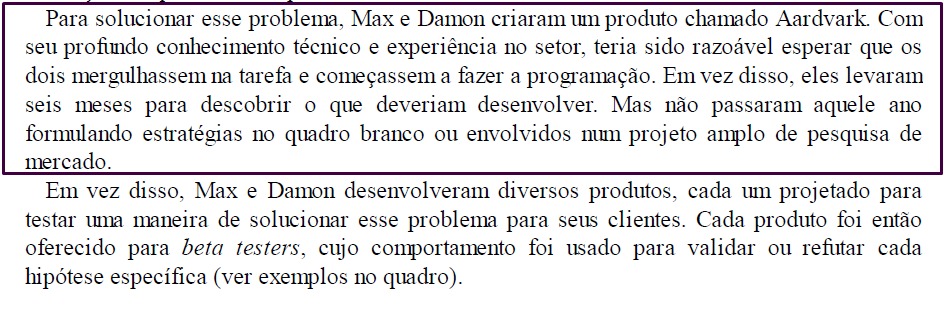 Para solucionar esse problema, Max e Damon criaram um produto chamado Aardvark. Com
seu profundo conhecimento técnico e experiência no setor, teria sido razoável esperar que os
dois mergulhassem na tarefa e começassem a fazer a programação. Em vez disso, eles levaram
seis meses para descobrir o que deveriam desenvolver. Mas não passaram aquele ano
formulando estratégias no quadro branco ou envolvidos num projeto amplo de pesquisa de
mercado.
Em vez disso, Max e Damon desenvolveram diversos produtos, cada um projetado para
testar uma maneira de solucionar esse problema para seus clientes. Cada produto foi então
oferecido para beta testers, cujo comportamento foi usado para validar ou refutar cada
hipótese específica (ver exemplos no quadro).